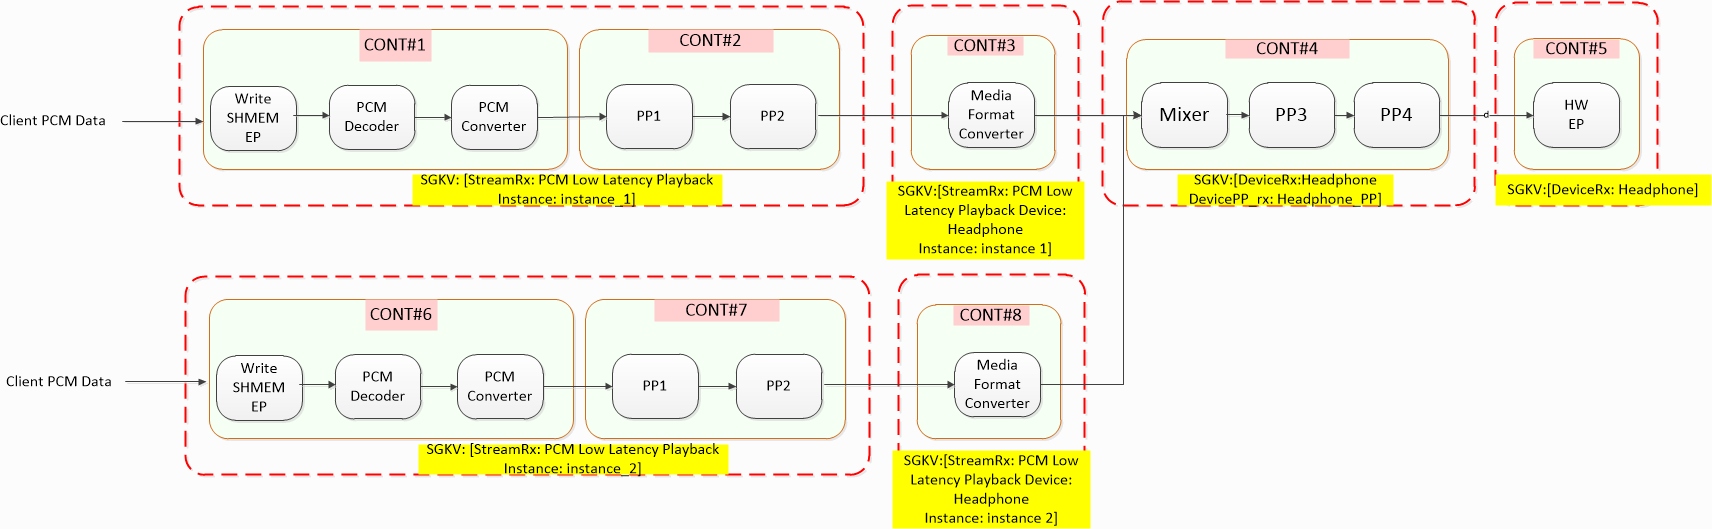 CONT#1
CONT#2
CONT#3
CONT#4
CONT#5
Client PCM Data
Write
SHMEM
EP
PCM
Decoder
PCM
Converter
PP1
PP2
Media
Format
Converter
Mixer
PP3
PP4
d
HW
EP
SGKV: [StreamRx: PCM Low Latency Playback
Instance: instance_1]
SGKV:[StreamRx: PCM Low
Latency Playback Device:
Headphone
Instance: instance 1]
SGKV:[DeviceRx:Headphone
DevicePP_rx: Headphone_PP]
SGKV:[DeviceRx: Headphone]
CONT#6
CONT#7
CONT#8
Client PCM Data
Write
SHMEM
EP
PCM
Decoder
PCM
Converter
PP1
PP2
Media
Format
Converter
SGKV: [StreamRx: PCM Low Latency Playback
Instance: instance_2]
SGKV:[StreamRx: PCM Low
Latency Playback Device:
Headphone
Instance: instance 2]